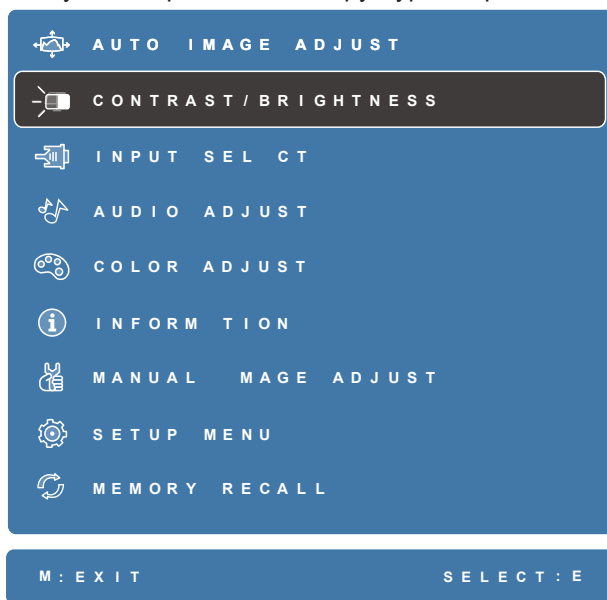 AUTO IMAGE ADJUST
CONTRAST/BRIGHTNESS
INPUT SEL CT
AUDIO ADJUST
COLOR ADJUST
INFORM TION
MANUAL MAGE ADJUST
SETUP MENU
MEMORY RECALL
M:EXIT SELECT:E